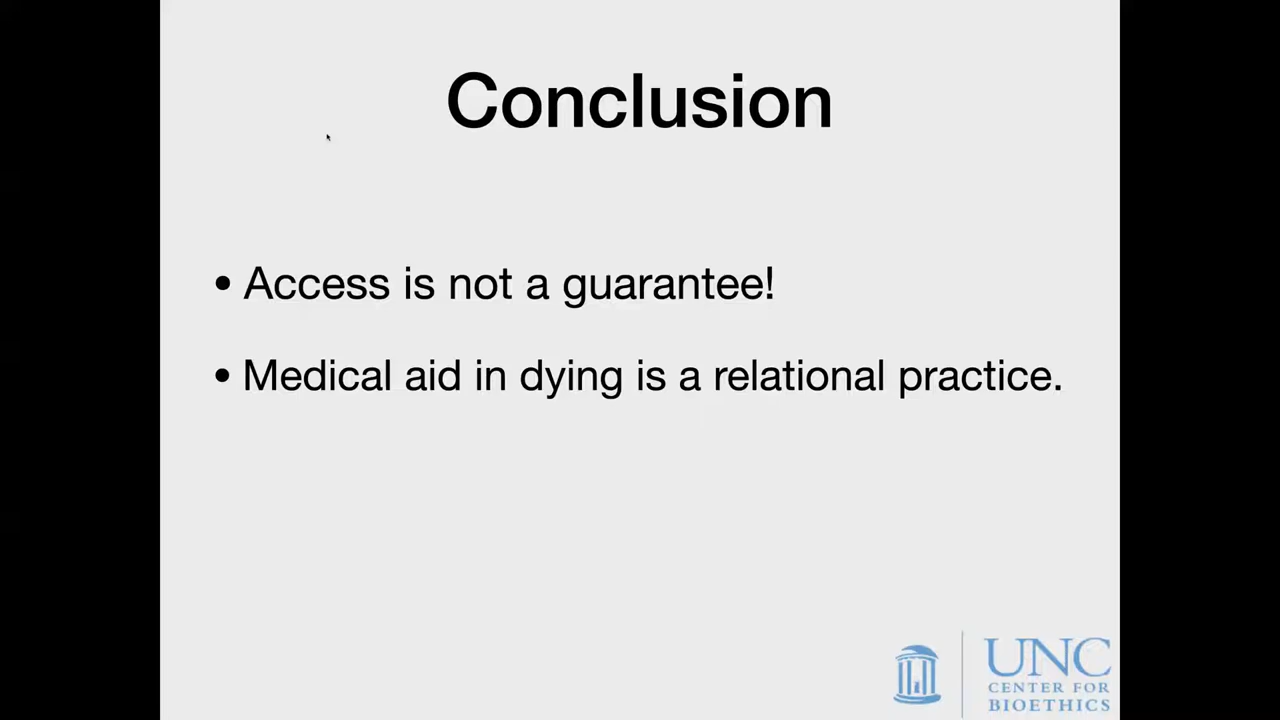 Conclusion
• Access is not a guarantee!
• Medical aid in dying is a relational practice.
UNC
CENTER FOR
BIOETHICS